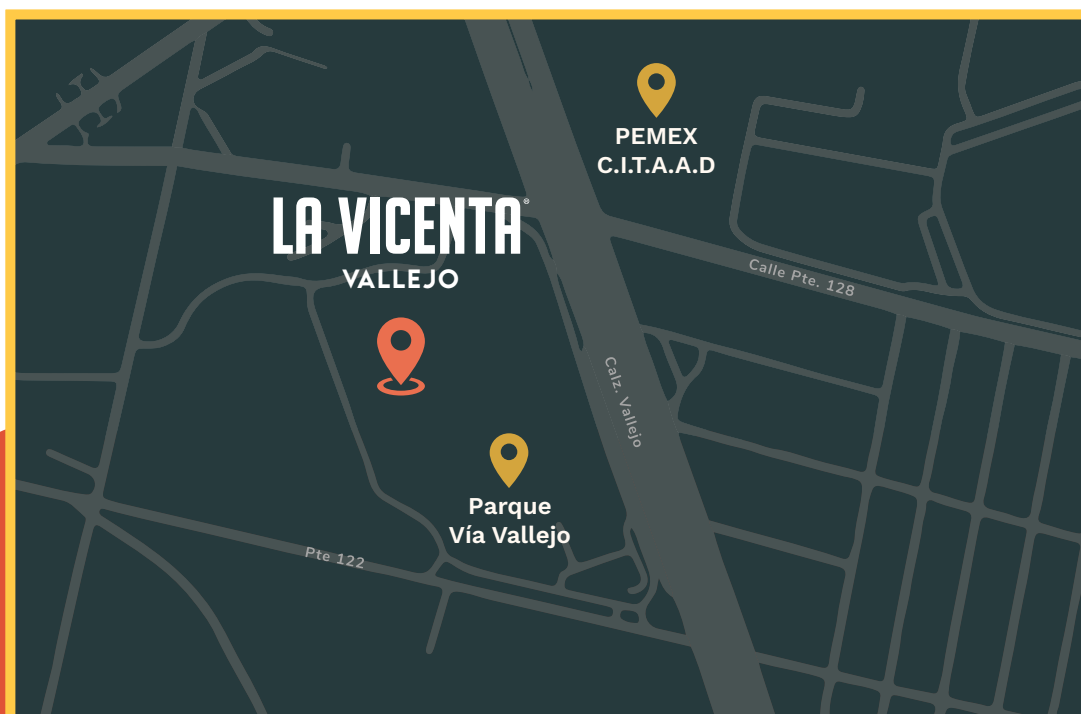 PEMEX
C.I.T.A.A.D
LA VICENTA®
VALLEJO
Calle Pte. 128
Calz. Vallejo
Parque
Vía Vallejo
Pte 122